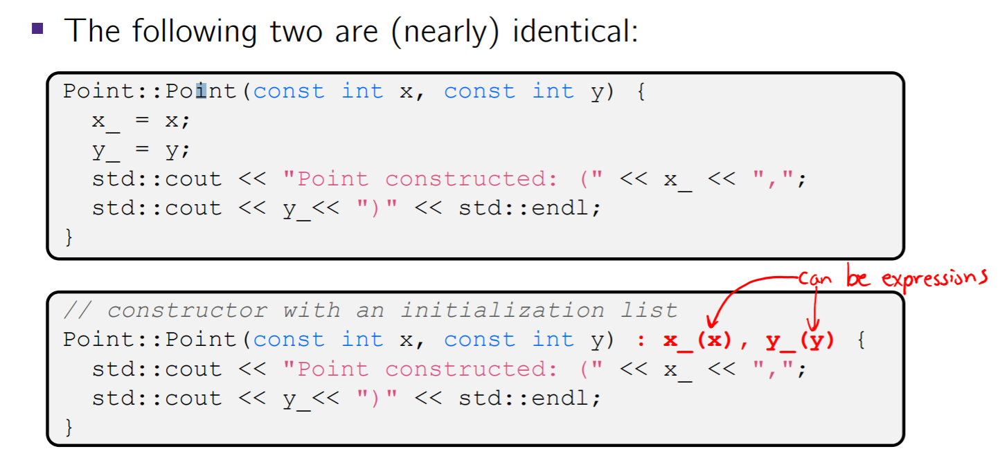 The following two are (nearly) identical:
Point::Point(const int x, const int y) {
x_ = x;
y_ = y;
std::cout << "Point constructed: (" << x_ << ",";
std::cout << y_<< ")" << std::endl;
}
can be expressions
// constructor with an initialization list
Point::Point(const int x, const int y) : x_(x), y_(y) {
std::cout << "Point constructed: (" << x_ << ",";
std::cout << y_<< ")" << std::endl;
}